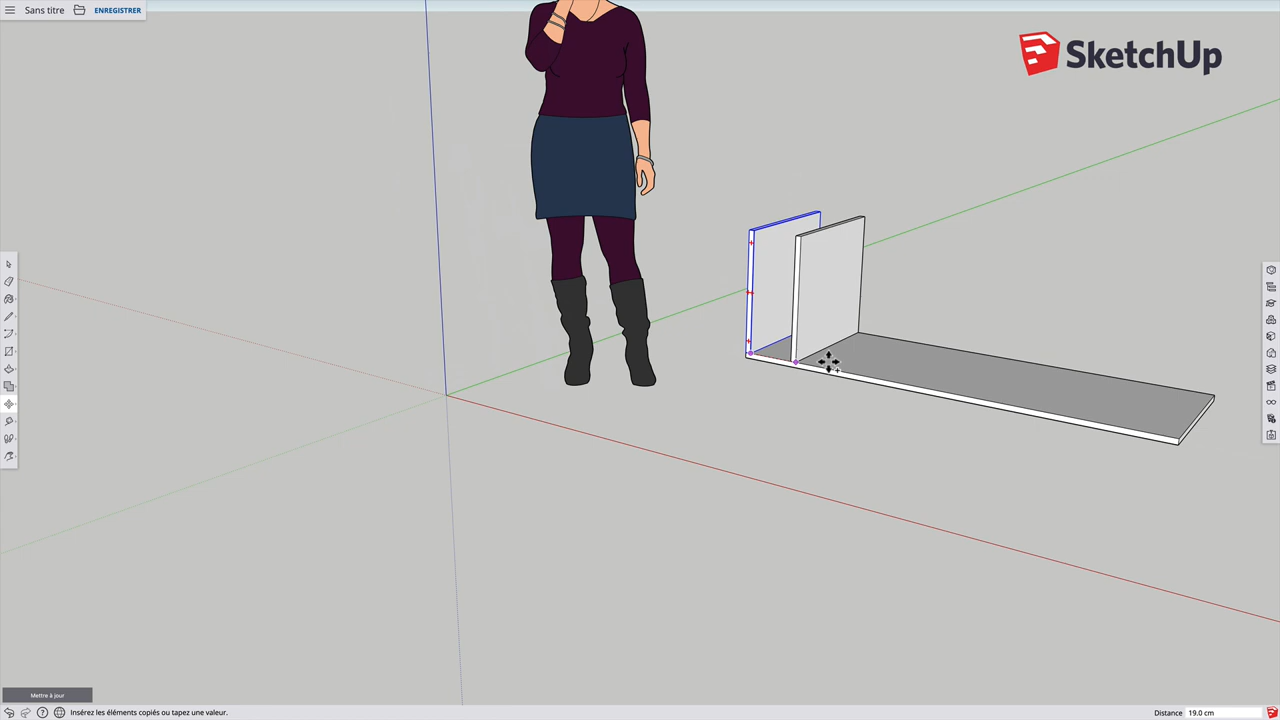 Sans titre ENREGISTRER
SketchUp
Mettre à jour
Insérez les éléments copiés ou tapez une valeur.
Distance 19.0 cm